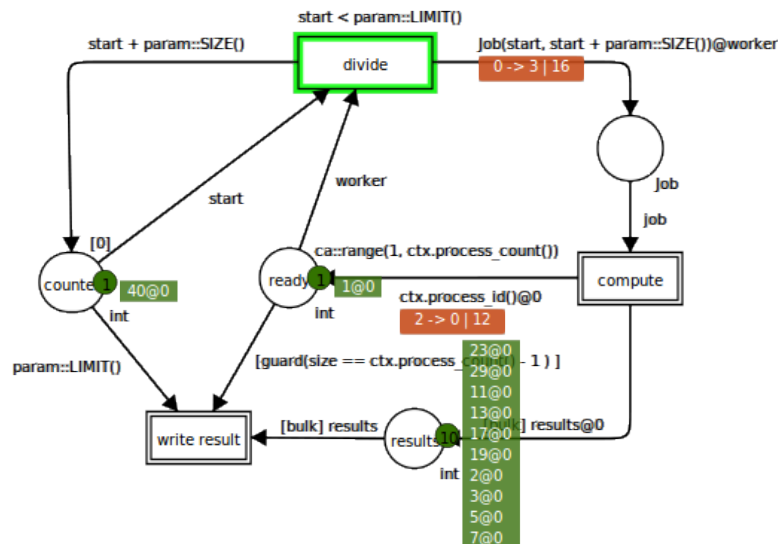 start < param::LIMIT()
start + param::SIZE()
divide
Job(start, start + param::SIZE())@worker
0 -> 3 | 16
start
worker
Job
job
[0]
counte
1
40@0
int
ca::range(1, ctx.process_count())
ready
1
1@0
int
compute
ctx.process_id()@0
2 -> 0 | 12
param::LIMIT()
[guard(size == ctx.process_count() - 1 ) ]
23@0
29@0
11@0
13@0
17@0
19@0
2@0
3@0
5@0
7@0
write result
[bulk] results
results
10
[bulk] results@0
int